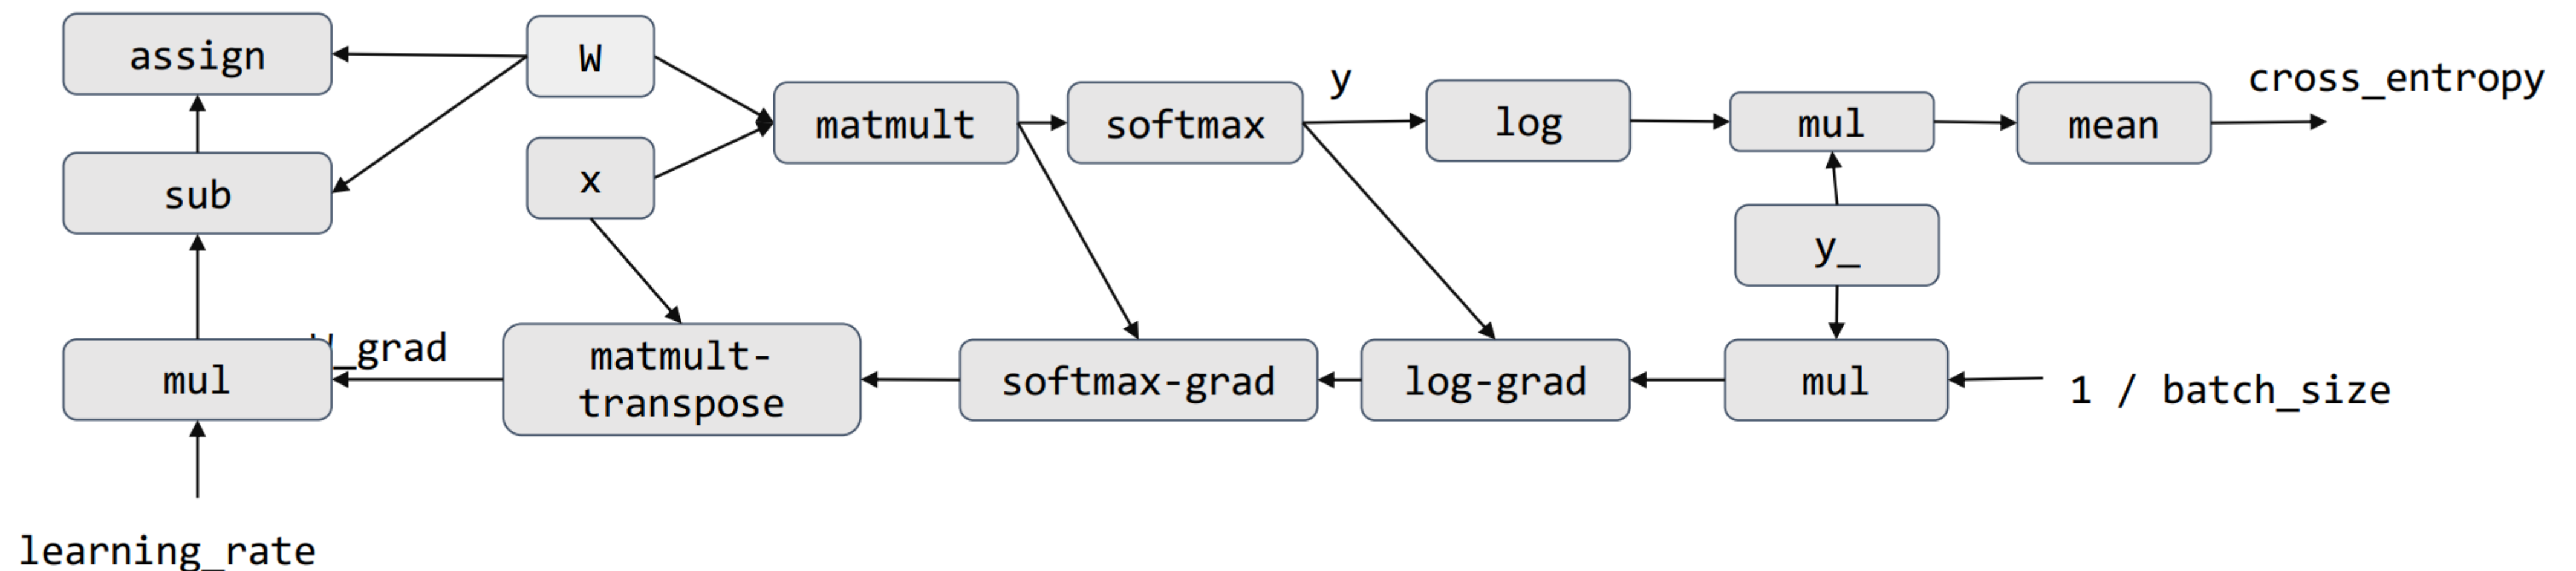 assign
W
x
matmult
softmax
y
log
mul
mean
cross_entropy
sub
y_
mul
_grad
matmult-
transpose
softmax-grad
log-grad
mul
1 / batch_size
learning_rate